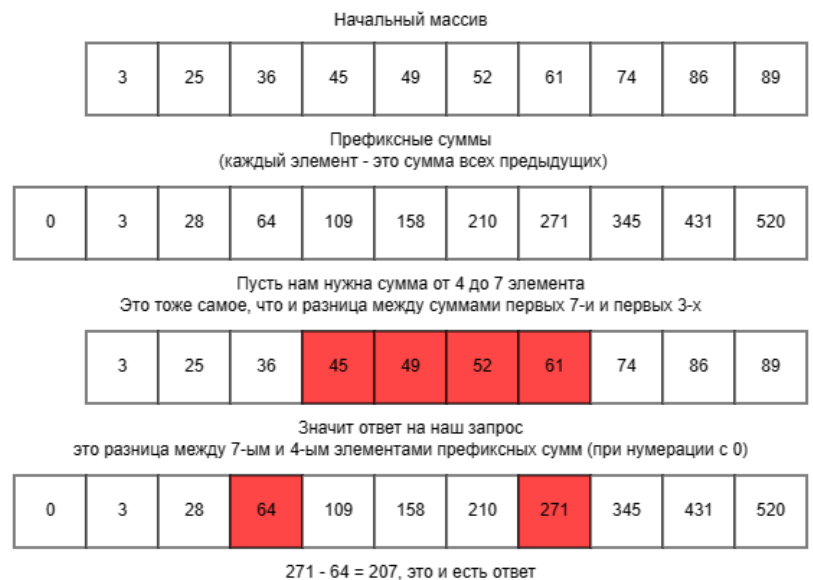 Начальный массив
3 25 36 45 49 52 61 74 86 89
Префиксные суммы
(каждый элемент - это сумма всех предыдущих)
0 3 28 64 109 158 210 271 345 431 520
Пусть нам нужна сумма от 4 до 7 элемента
Это тоже самое, что и разница между суммами первых 7-и и первых 3-х
3 25 36 45 49 52 61 74 86 89
Значит ответ на наш запрос
это разница между 7-ым и 4-ым элементами префиксных сумм (при нумерации с 0)
0 3 28 64 109 158 210 271 345 431 520
271 - 64 = 207, это и есть ответ